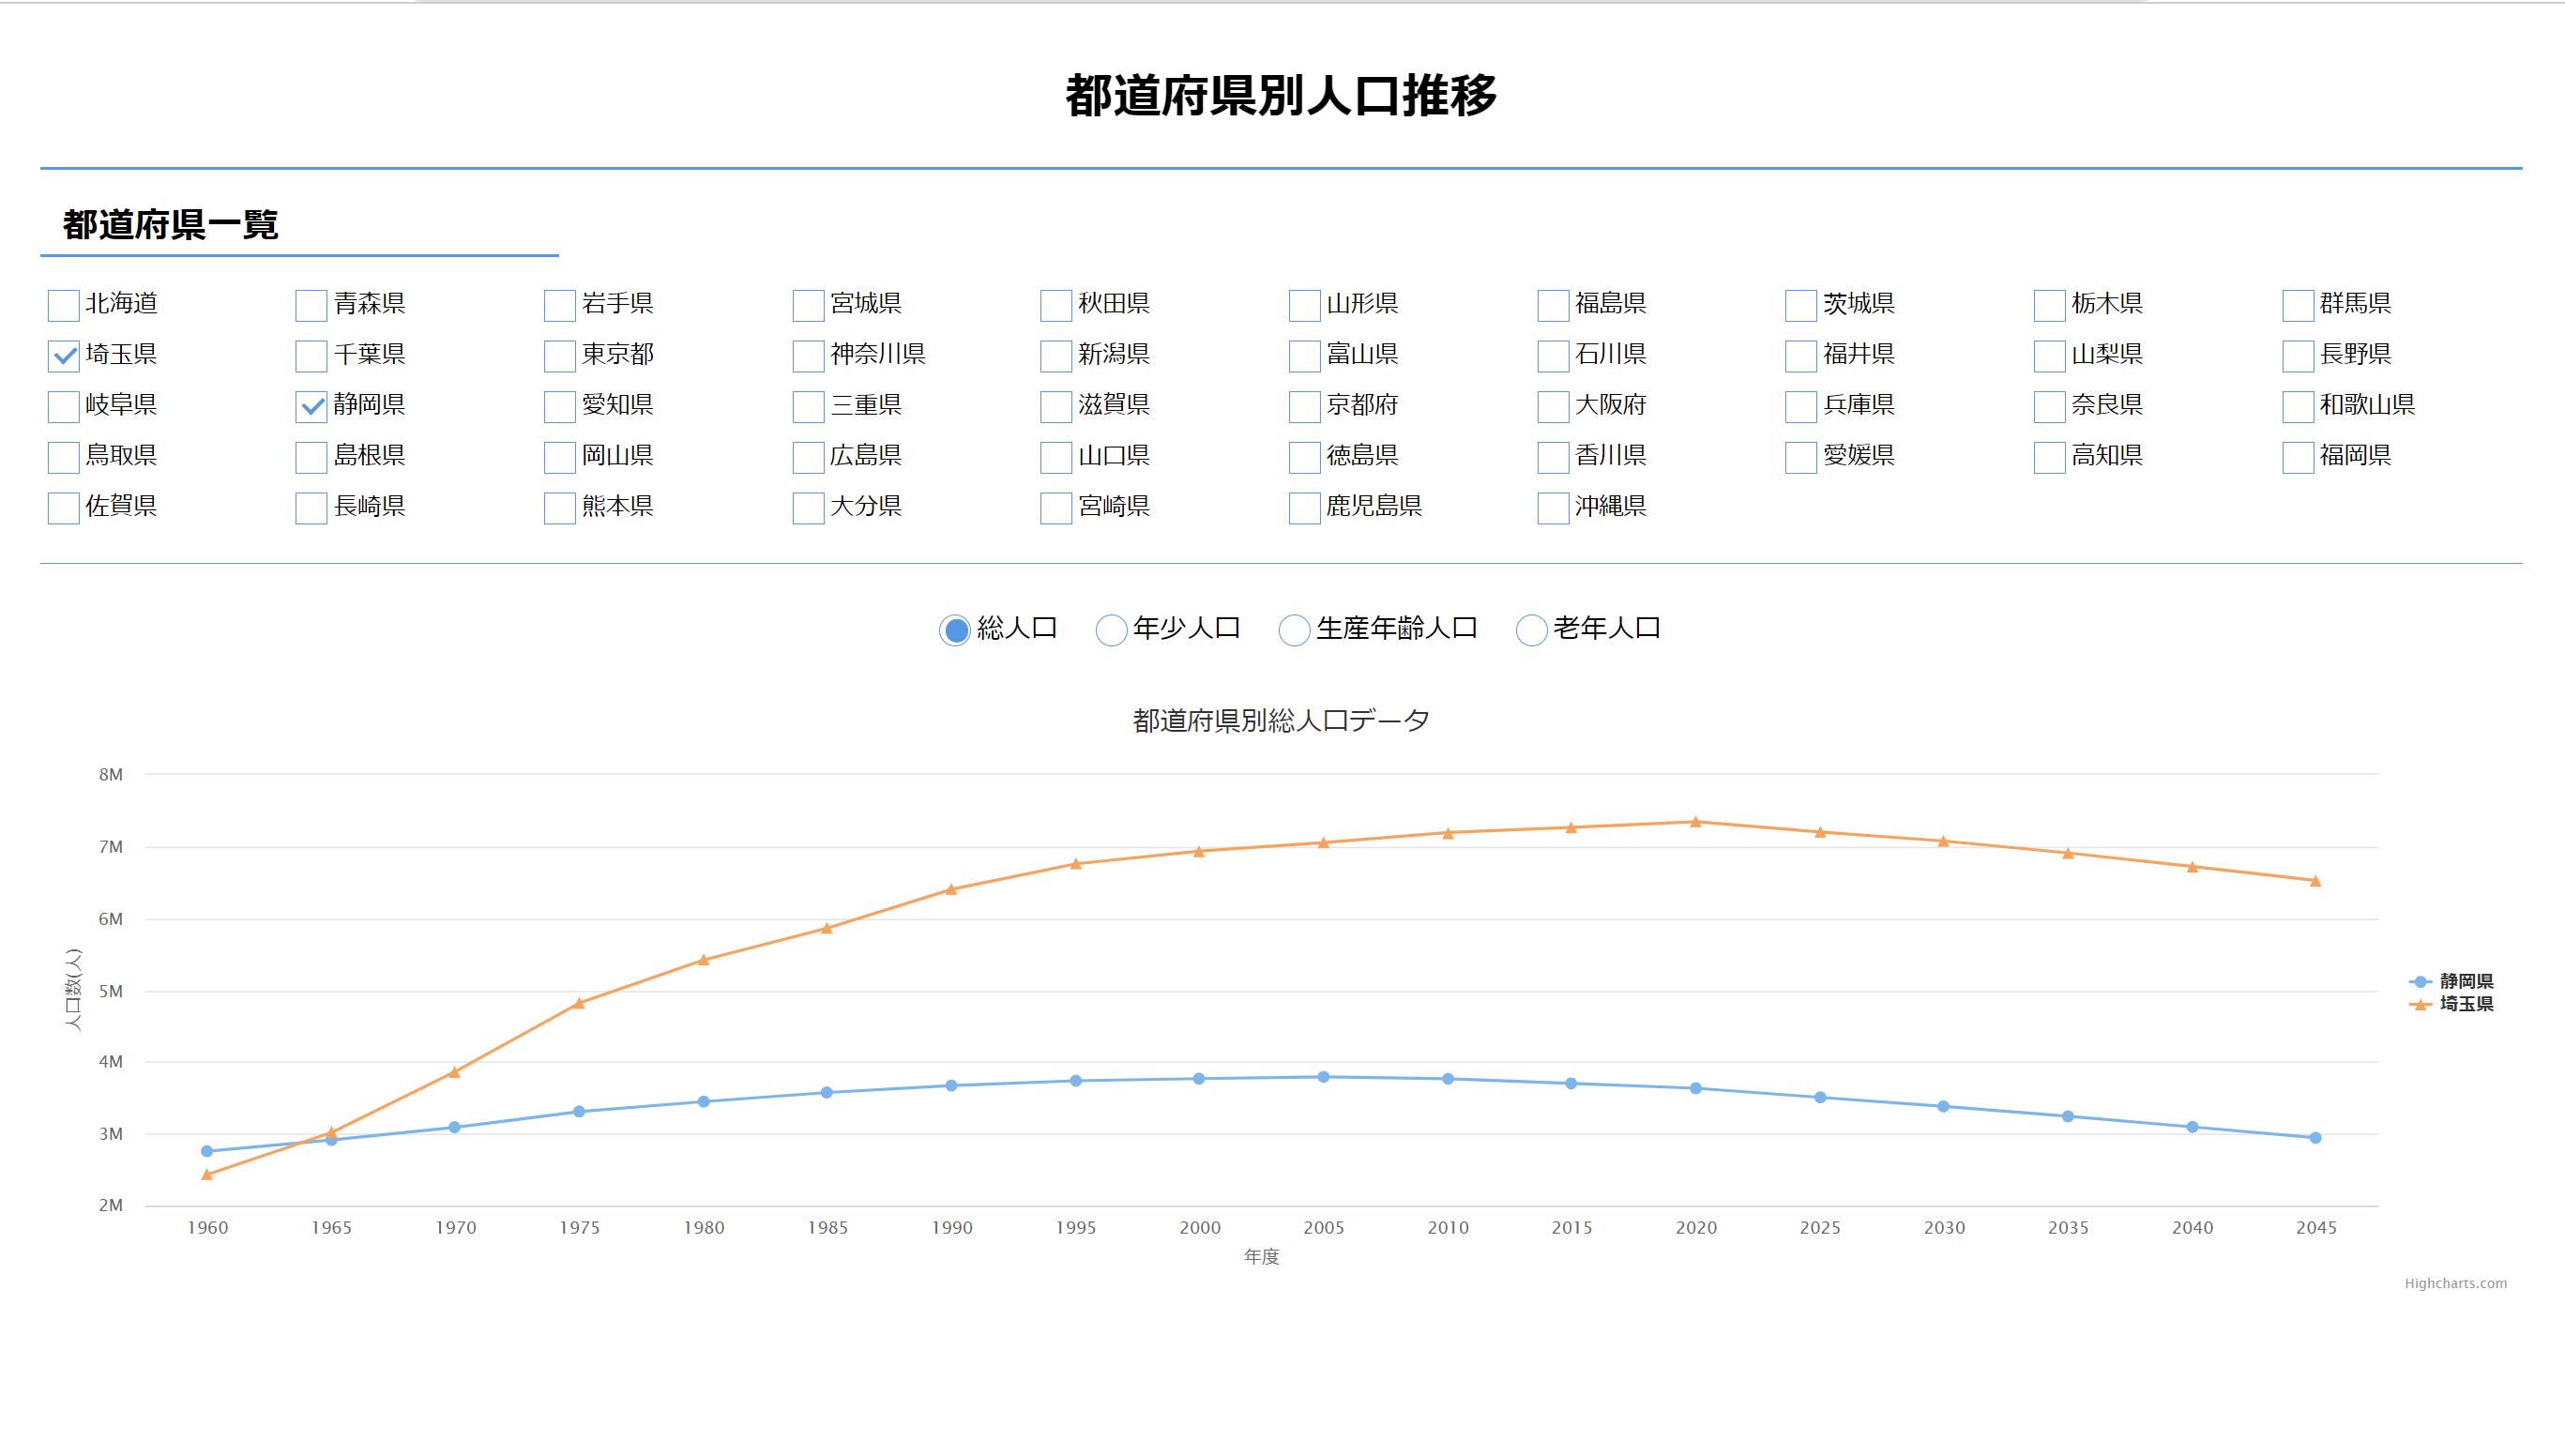 都道府県別人口推移
都道府県一覧
北海道 青森県 岩手県 宮城県 秋田県 山形県 福島県 茨城県 栃木県 群馬県
埼玉県 千葉県 東京都 神奈川県 新潟県 富山県 石川県 福井県 山梨県 長野県
岐阜県 静岡県 愛知県 三重県 滋賀県 京都府 大阪府 兵庫県 奈良県 和歌山県
鳥取県 島根県 岡山県 広島県 山口県 徳島県 香川県 愛媛県 高知県 福岡県
佐賀県 長崎県 熊本県 大分県 宮崎県 鹿児島県 沖縄県
総人口 年少人口 生産年齢人口 老年人口
都道府県別総人口データ
8M
7M
6M
5M
4M
3M
2M
人口数(人)
静岡県
埼玉県
1960 1965 1970 1975 1980 1985 1990 1995 2000 2005 2010 2015 2020 2025 2030 2035 2040 2045
年度
Highcharts.com